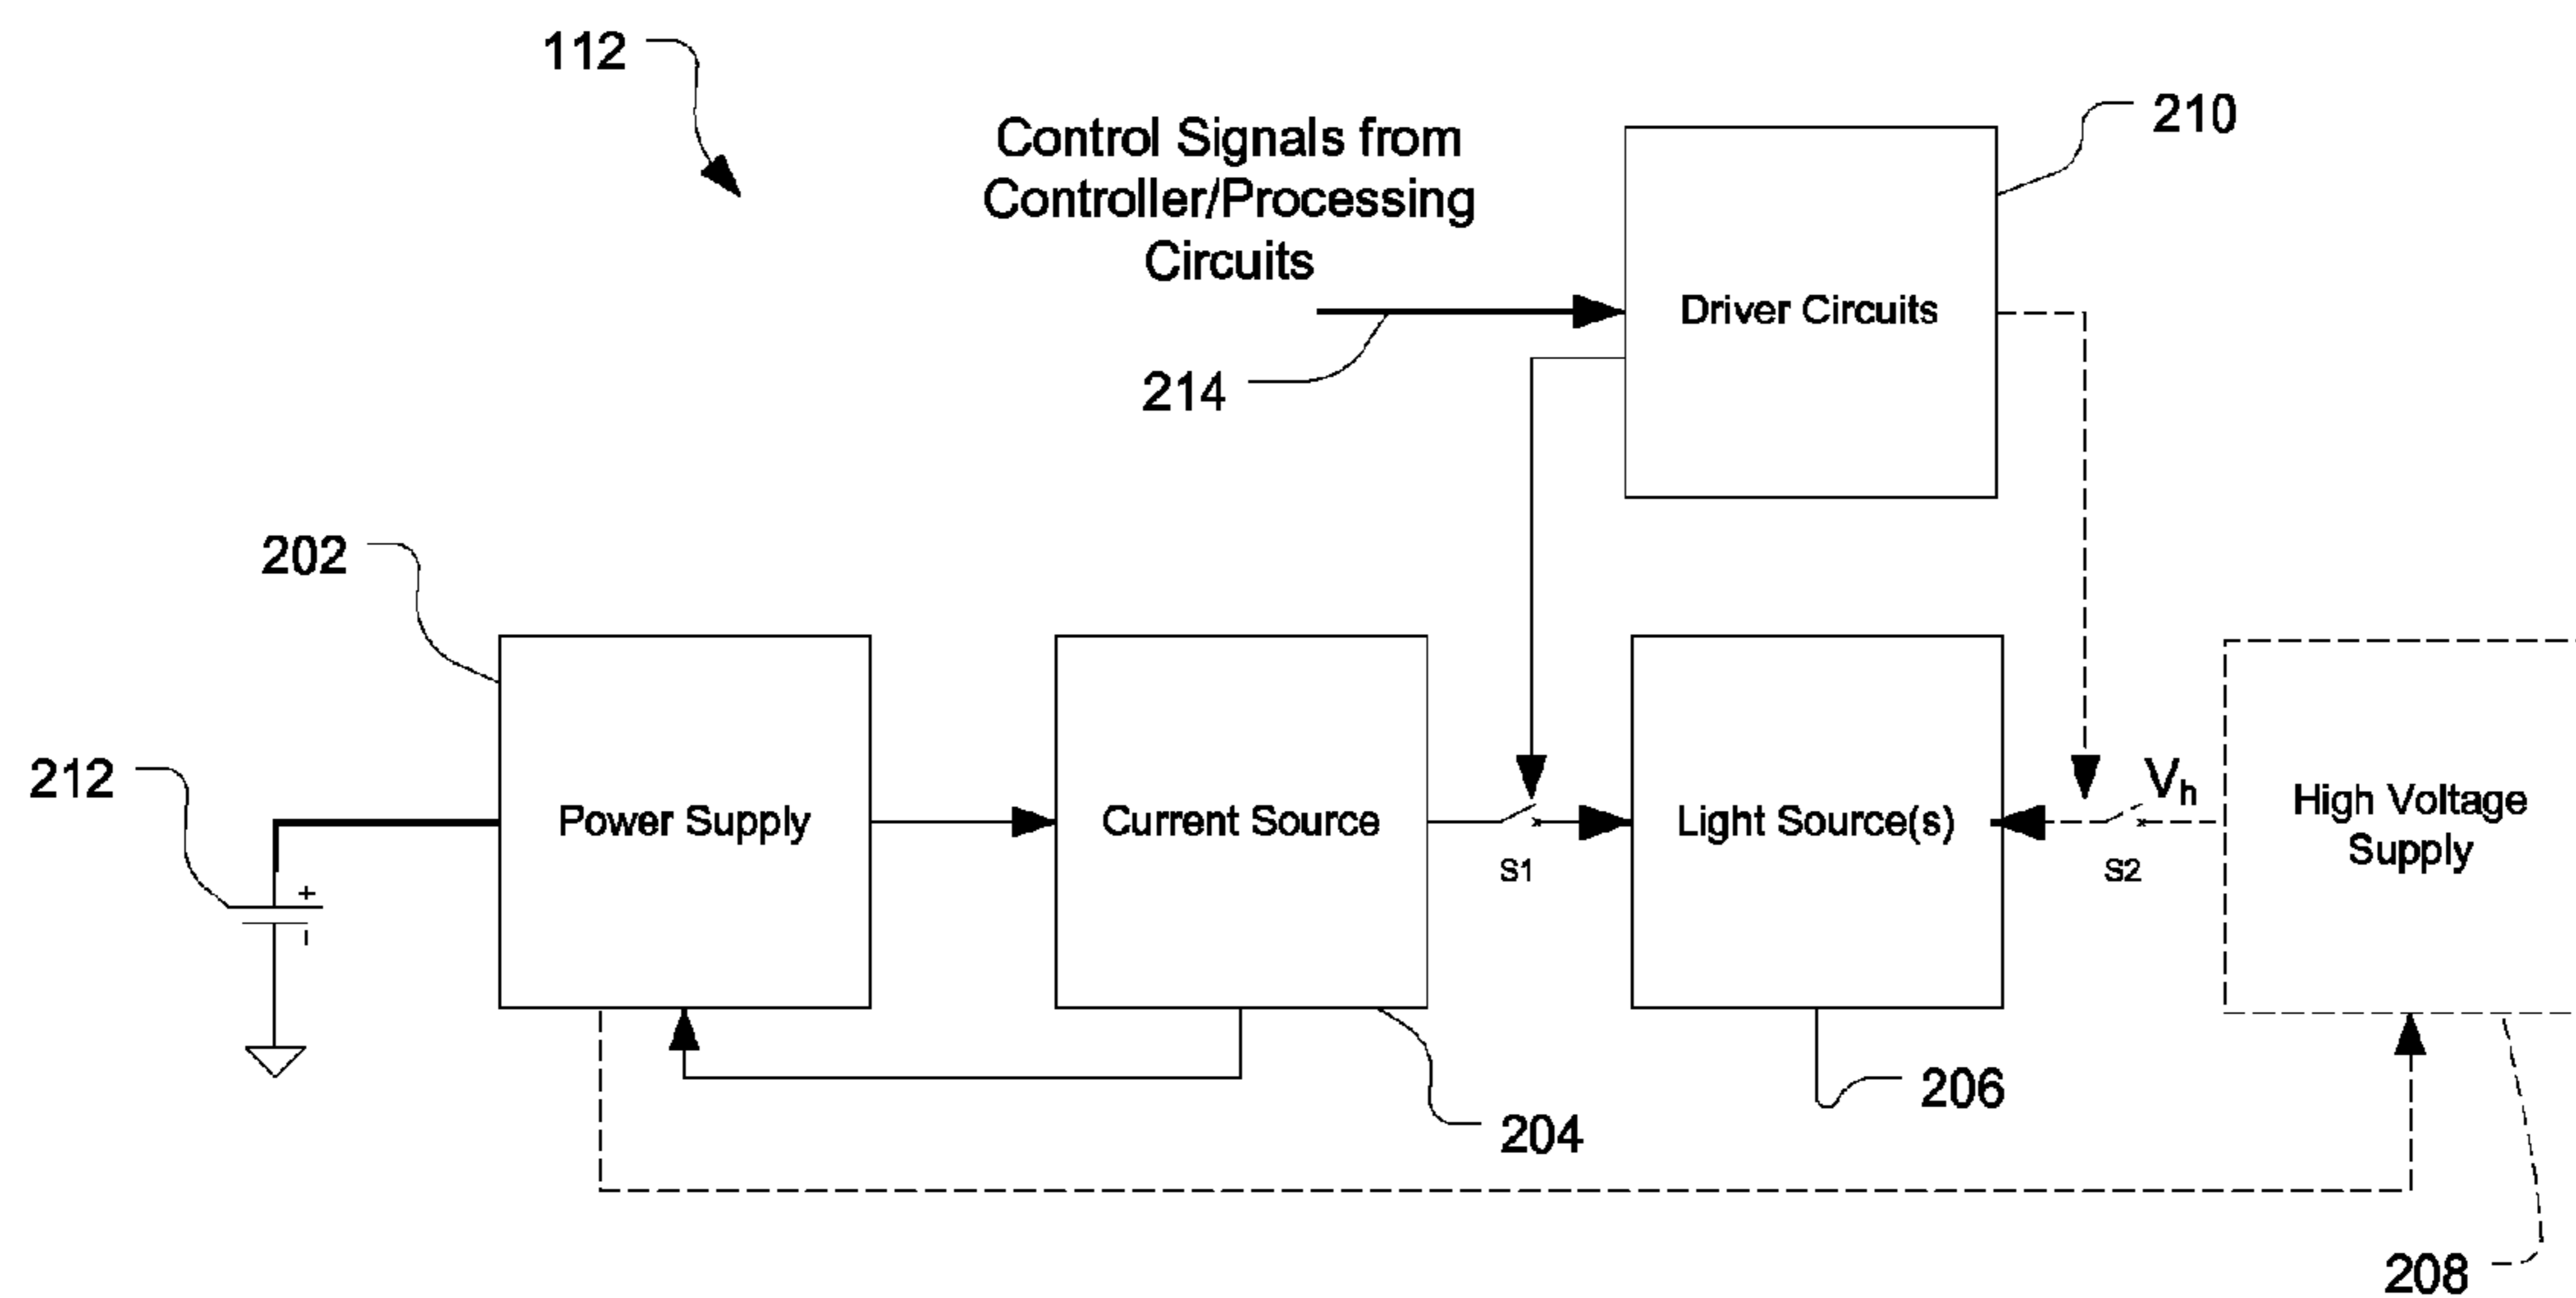 112
Control Signals from
Controller/Processing
Circuits
210
Driver Circuits
214
202
212
Power Supply
Current Source
S1
Light Source(s)
S2
Vh
High Voltage
Supply
+
-
206
204
208